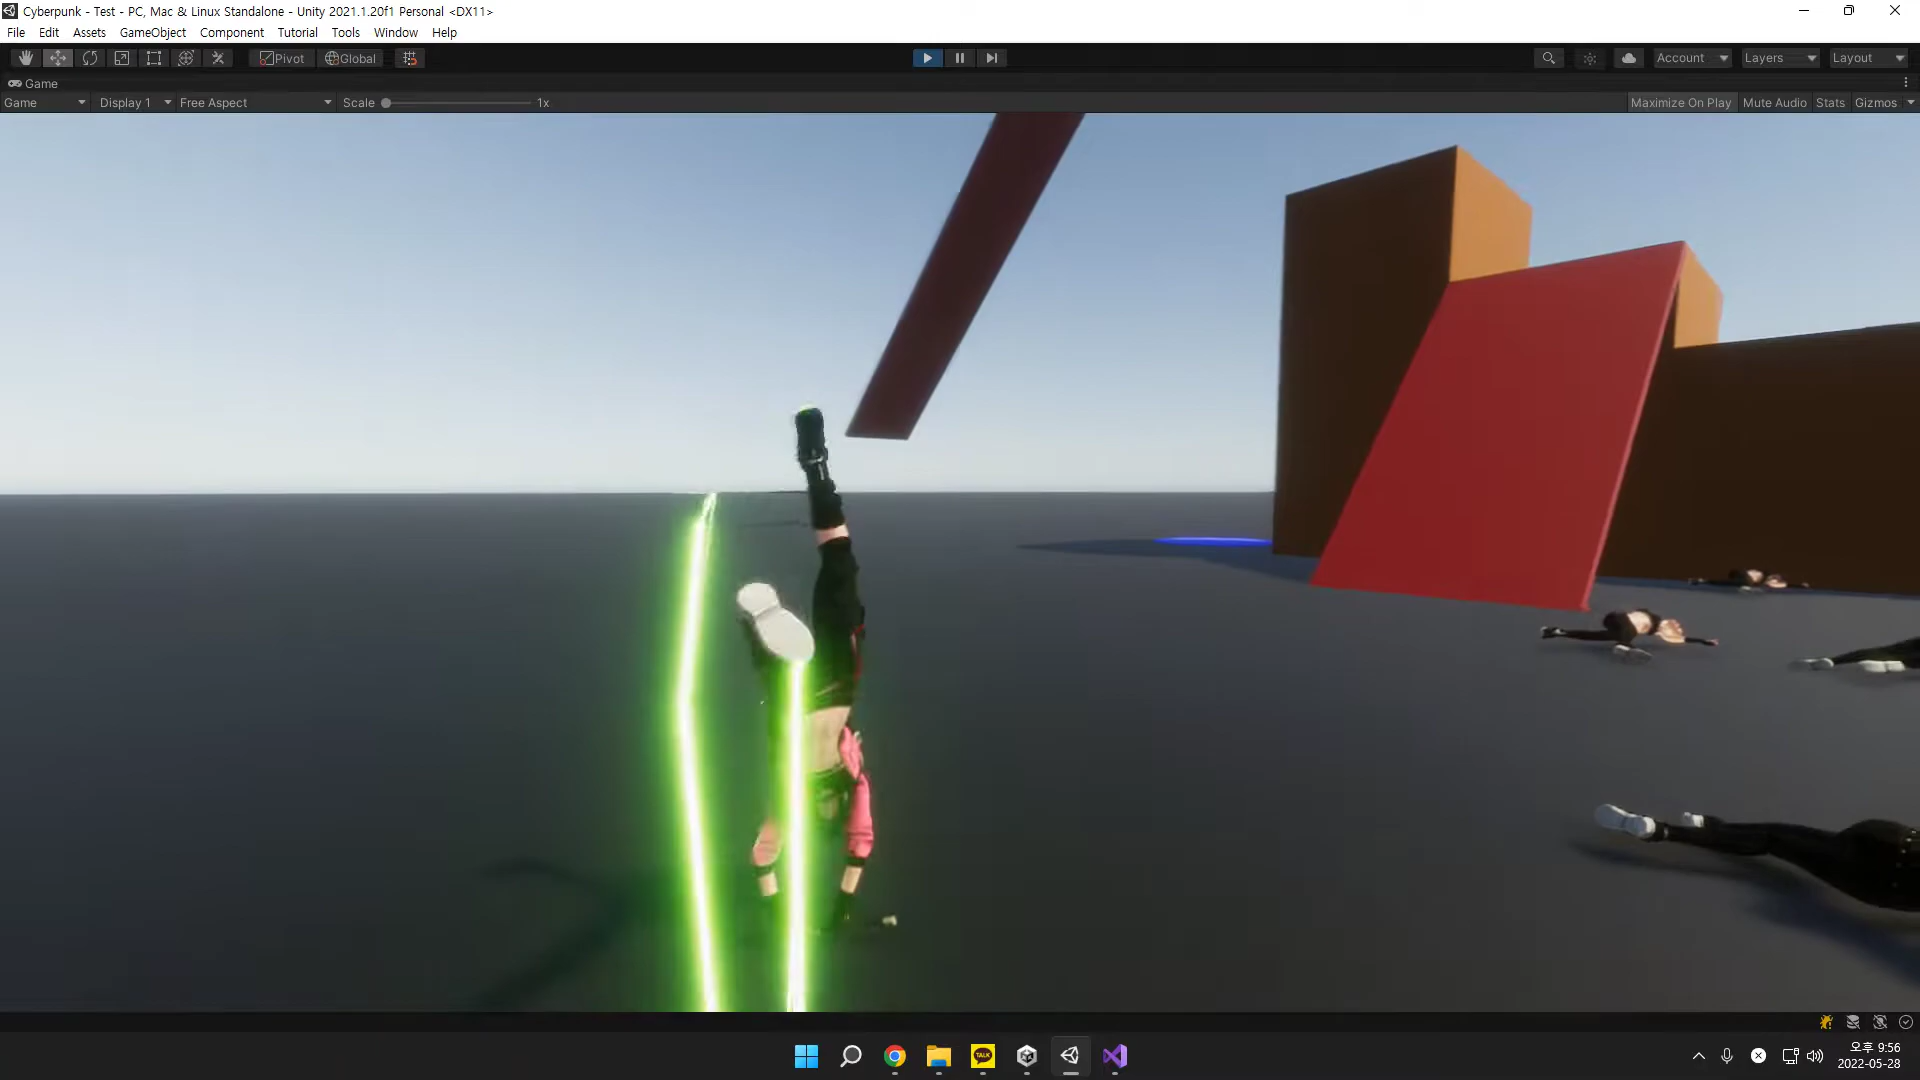 Cyberpunk - Test - PC, Mac & Linux Standalone - Unity 2021.1.20f1 Personal <DX11>
File Edit Assets GameObject Component Tutorial Tools Window Help
Pivot Global Account Layers Layout
Game
Game Display 1 Free Aspect Scale 1x Maximize On Play Mute Audio Stats Gizmos
TALK
오후 9:56
2022-05-28